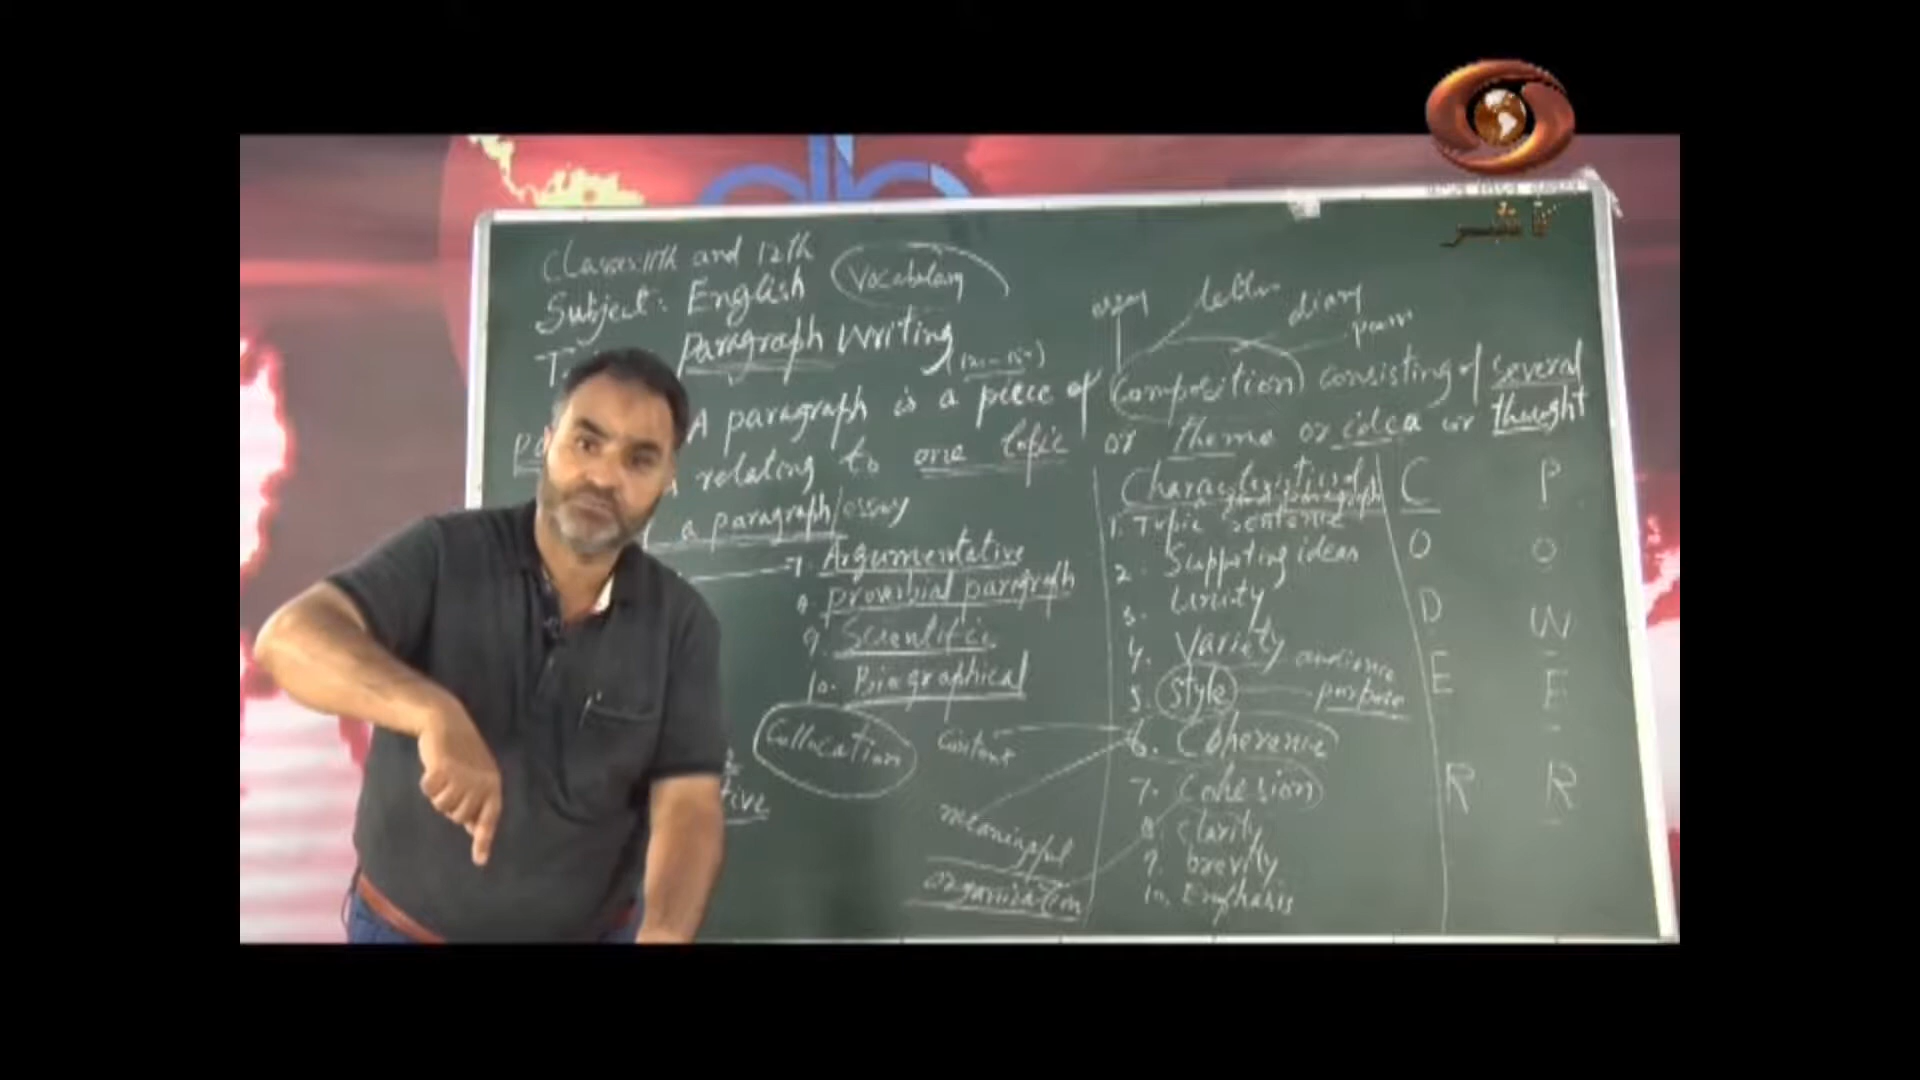 Classes: 11th and 12th
Vocabulary
Subject: English
Paragraph Writing
letter
diary
A paragraph is a piece of composition consisting of several
relating to one topic or theme or idea or thought
a paragraph/essay
7. Argumentative
8. Proverbial paragraph
9. Scientific
10. Biographical
Collocation
content
meaningful
organization
tive
Characteristics of
a good paragraph
1. Topic sentence
2. Supporting ideas
3. Unity
4. Variety
audience
5. Style
purpose
6. Coherence
7. Cohesion
8. clarity
9. brevity
10. Emphasis
C P
O O
D W
E E
R R
کاشر